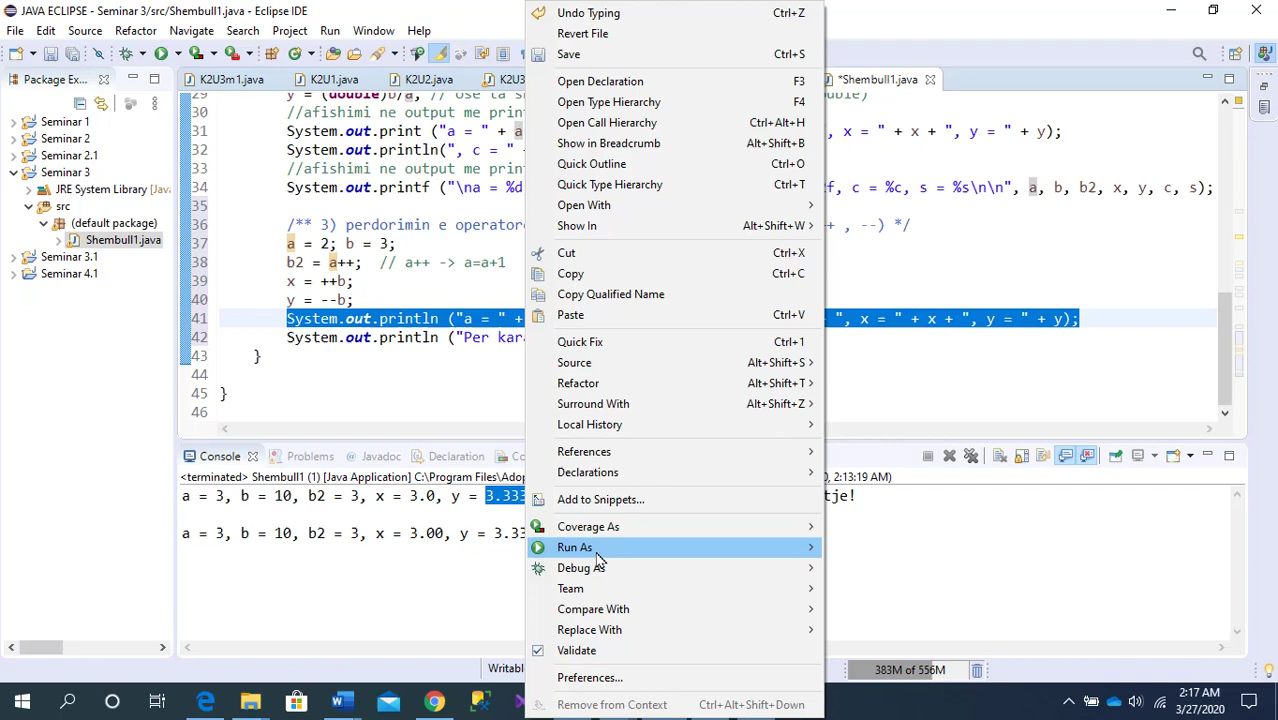 JAVA ECLIPSE - Seminar 3/src/Shembull1.java - Eclipse IDE
File Edit Source Refactor Navigate Search Project Run Window Help
Package Ex...
K2U3m1.java K2U1.java K2U2.java K2U3 *Shembull1.java
Seminar 1
Seminar 2
Seminar 2.1
Seminar 3
JRE System Library [Java
src
(default package)
Shembull1.java
Seminar 3.1
Seminar 4.1
29 y = (double)b/a, // ose ta s
30 //afishimi ne output me prin
31 System.out.print ("a = " + a , x = " + x + ", y = " + y);
32 System.out.println(", c = " 
33 //afishimi ne output me prin
34 System.out.printf ("\na = %d f, c = %c, s = %s\n\n", a, b, b2, x, y, c, s);
35
36 /** 3) perdorimin e operatore ++ , --) */
37 a = 2; b = 3;
38 b2 = a++; // a++ -> a=a+1
39 x = ++b;
40 y = --b;
41 System.out.println ("a = " + ", x = " + x + ", y = " + y);
42 System.out.println ("Per kara
43 }
44
45 }
46
Undo Typing Ctrl+Z
Revert File
Save Ctrl+S
Open Declaration F3
Open Type Hierarchy F4
Open Call Hierarchy Ctrl+Alt+H
Show in Breadcrumb Alt+Shift+B
Quick Outline Ctrl+O
Quick Type Hierarchy Ctrl+T
Open With
Show In Alt+Shift+W
Cut Ctrl+X
Copy Ctrl+C
Copy Qualified Name
Paste Ctrl+V
Quick Fix Ctrl+1
Source Alt+Shift+S
Refactor Alt+Shift+T
Surround With Alt+Shift+Z
Local History
References
Declarations
Add to Snippets...
Coverage As
Run As
Debug As
Team
Compare With
Replace With
Validate
Preferences...
Remove from Context Ctrl+Alt+Shift+Down
Console Problems Javadoc Declaration Co
<terminated> Shembull1 (1) [Java Application] C:\Program Files\Adop , 2:13:19 AM)
a = 3, b = 10, b2 = 3, x = 3.0, y = 3.333 tje!
a = 3, b = 10, b2 = 3, x = 3.00, y = 3.33
Writabl
383M of 556M
2:17 AM
3/27/2020